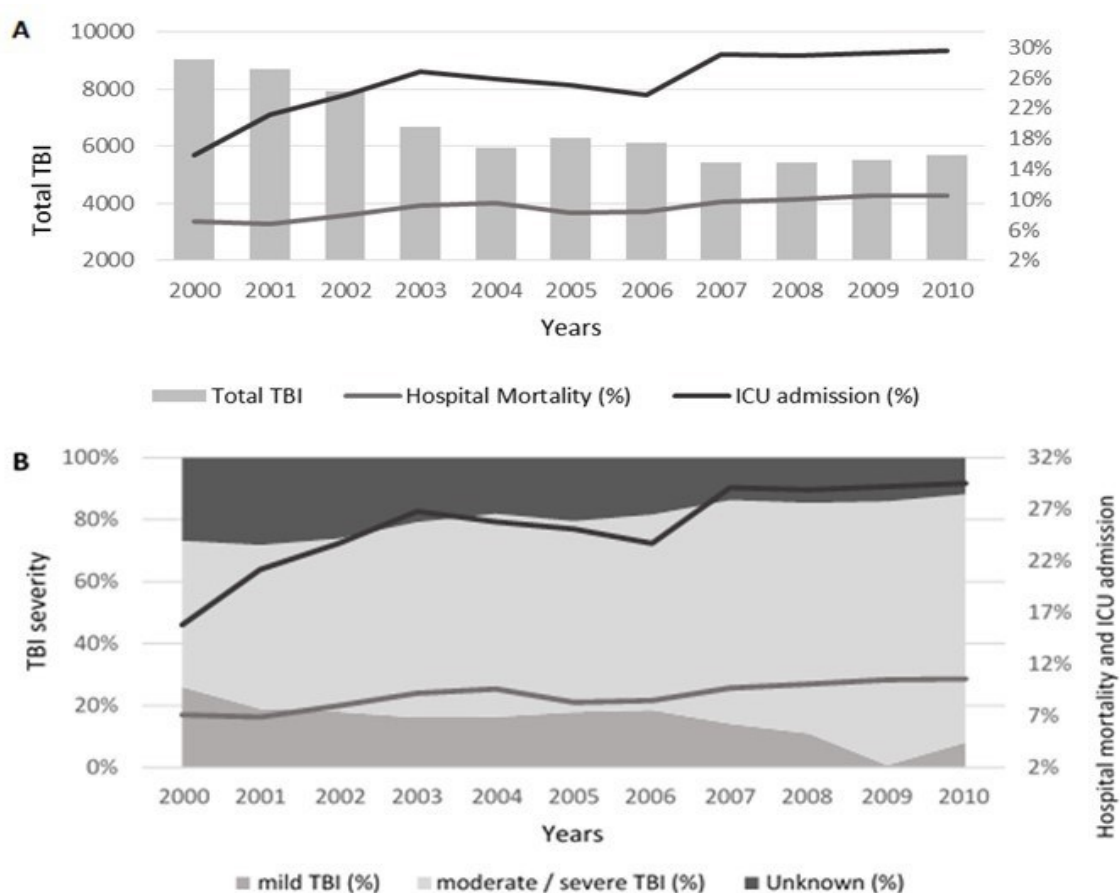 A
10000 30%
8000 26%
22%
6000 18%
14%
4000 10%
6%
2000 2%
Total TBI
2000 2001 2002 2003 2004 2005 2006 2007 2008 2009 2010
Years
Total TBI Hospital Mortality (%) ICU admission (%)
B
100% 32%
80% 27%
60% 22%
17%
40% 12%
20% 7%
0% 2%
TBI severity
Hospital mortality and ICU admission
2000 2001 2002 2003 2004 2005 2006 2007 2008 2009 2010
Years
mild TBI (%) moderate / severe TBI (%) Unknown (%)